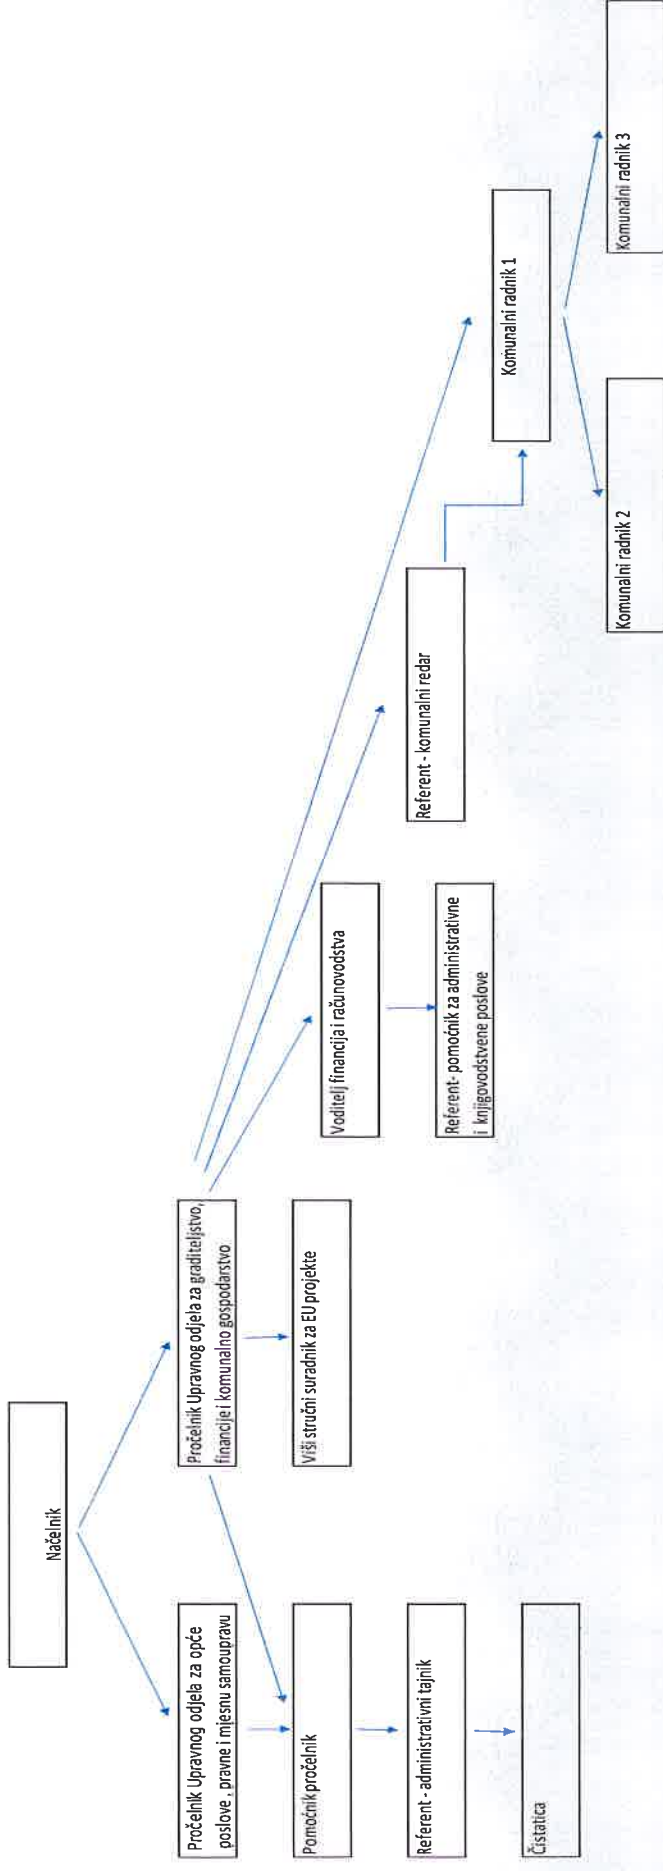 Načelnik
Pročelnik Upravnog odjela za opće
poslove , pravne i mjesnu samoupravu
Pročelnik Upravnog odjela za graditeljstvo,
financije i komunalno gospodarstvo
Pomoćnik pročelnik
Viši stručni suradnik za EU projekte
Voditelj financija i računovodstva
Referent - administrativni tajnik
Referent- pomoćnik za administrativne
i knjigovodstvene poslove
Referent - komunalni redar
Čistatica
Komunalni radnik 1
Komunalni radnik 2
Komunalni radnik 3